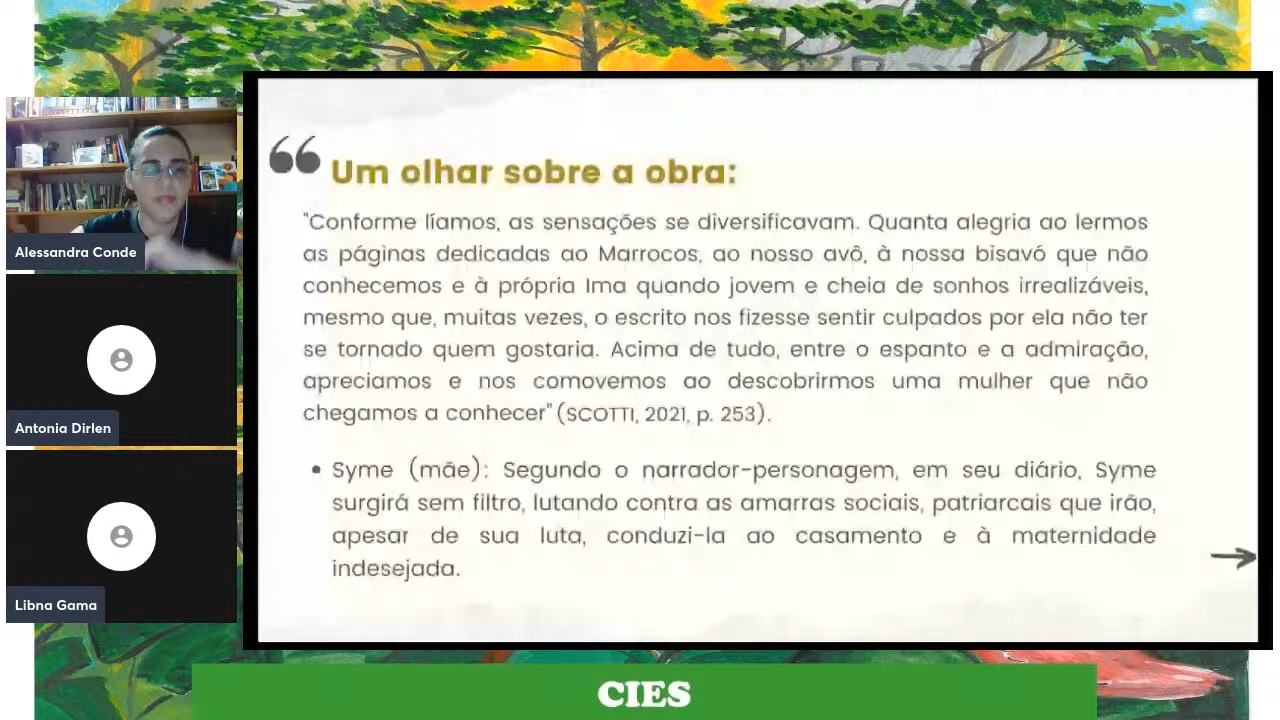 Alessandra Conde
Antonia Dirlen
Libna Gama
Um olhar sobre a obra:
"Conforme líamos, as sensações se diversificavam. Quanta alegria ao lermos
as páginas dedicadas ao Marrocos, ao nosso avô, à nossa bisavó que não
conhecemos e à própria Ima quando jovem e cheia de sonhos irrealizáveis,
mesmo que, muitas vezes, o escrito nos fizesse sentir culpados por ela não ter
se tornado quem gostaria. Acima de tudo, entre o espanto e a admiração,
apreciamos e nos comovemos ao descobrirmos uma mulher que não
chegamos a conhecer" (SCOTTI, 2021, p. 253).
• Syme (mãe): Segundo o narrador-personagem, em seu diário, Syme
surgirá sem filtro, lutando contra as amarras sociais, patriarcais que irão,
apesar de sua luta, conduzi-la ao casamento e à maternidade
indesejada.
CIES